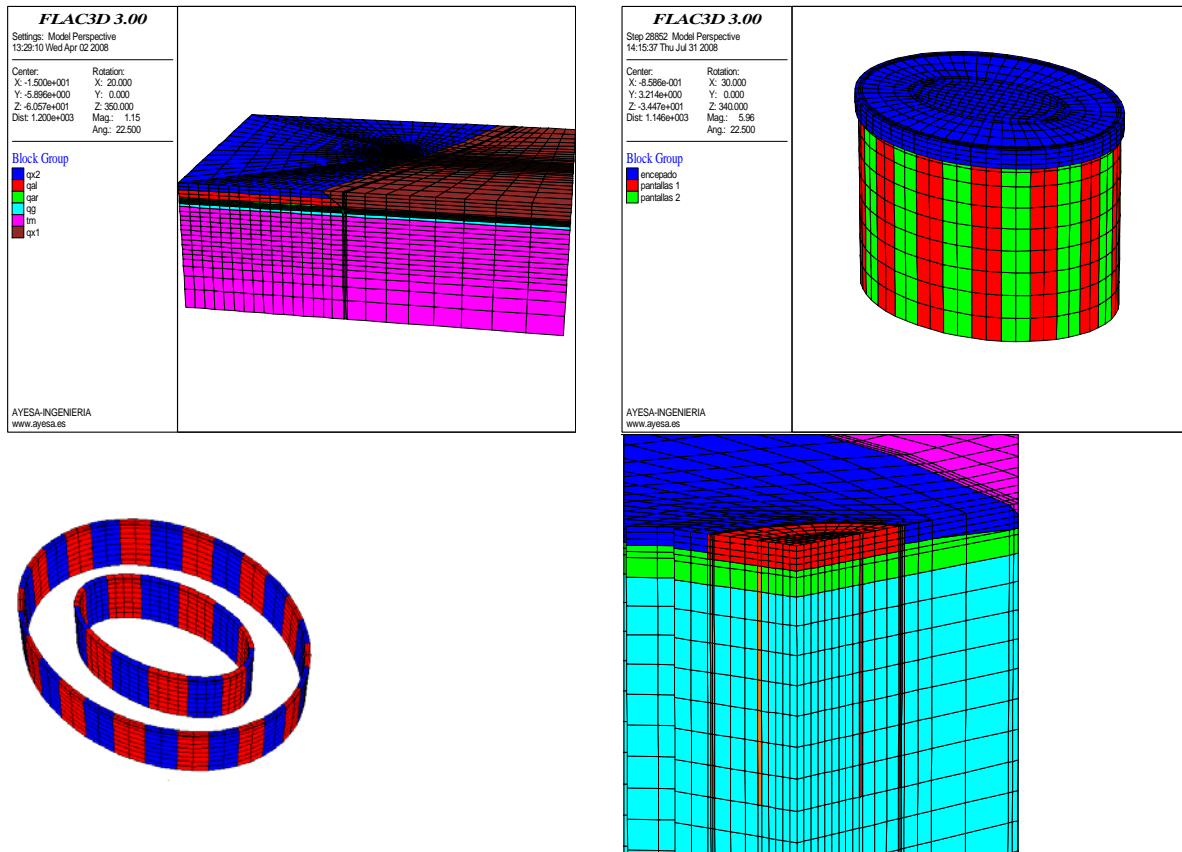 FLAC3D 3.00
Settings: Model Perspective
13:29:10 Wed Apr 02 2008
Center:
X: -1.500e+001
Y: -5.896e+000
Z: -6.057e+001
Dist: 1.200e+003
Rotation:
X: 20.000
Y: 0.000
Z: 350.000
Mag.: 1.15
Ang.: 22.500
Block Group
qx2
qal
qar
qg
tm
qx1
AYESA-INGENIERIA
www.ayesa.es
FLAC3D 3.00
Step 28852 Model Perspective
14:15:37 Thu Jul 31 2008
Center:
X: -8.586e-001
Y: 3.214e+000
Z: -3.447e+001
Dist: 1.146e+003
Rotation:
X: 30.000
Y: 0.000
Z: 340.000
Mag.: 5.96
Ang.: 22.500
Block Group
encepado
pantallas 1
pantallas 2
AYESA-INGENIERIA
www.ayesa.es